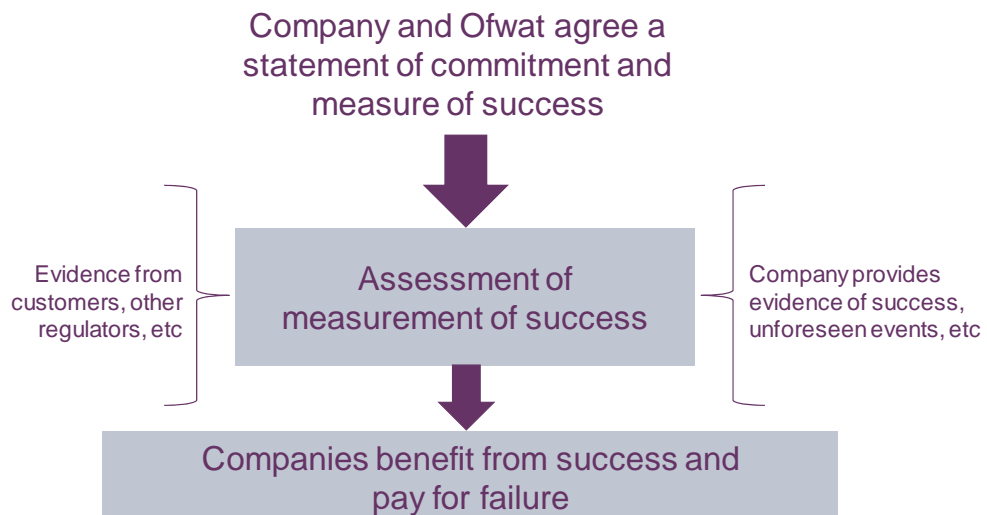 Company and Ofwat agree a
statement of commitment and
measure of success
Evidence from
customers, other
regulators, etc
Assessment of
measurement of success
Company provides
evidence of success,
unforeseen events, etc
Companies benefit from success and
pay for failure